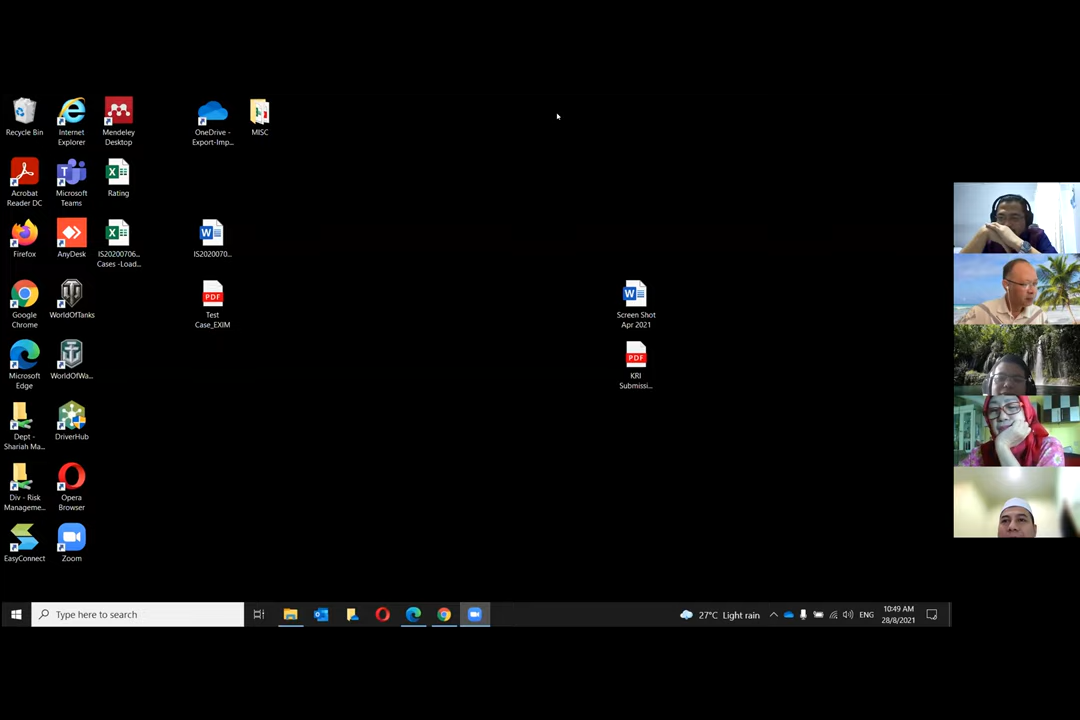 Recycle Bin
Internet
Explorer
Mendeley
Desktop
OneDrive -
Export-Imp...
MISC
Acrobat
Reader DC
Microsoft
Teams
Rating
Firefox
AnyDesk
IS20200706...
Cases -Load...
IS2020070...
Google
Chrome
WorldOfTanks
PDF
Test
Case_EXIM
Screen Shot
Apr 2021
Microsoft
Edge
WorldOfWa...
PDF
KRI
Submissi...
Dept -
Shariah Ma...
DriverHub
Div - Risk
Manageme...
Opera
Browser
EasyConnect
Zoom
Type here to search
27°C Light rain
ENG
10:49 AM
28/8/2021